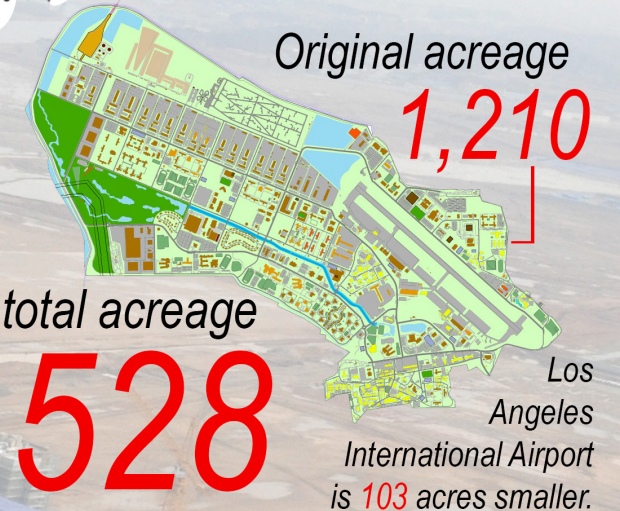 Original acreage
1,210
total acreage
528
Los
Angeles
International Airport
is 103 acres smaller.